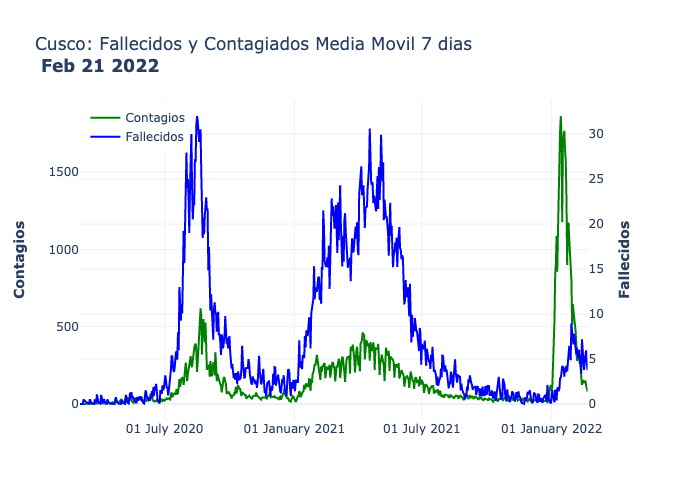 Cusco: Fallecidos y Contagiados Media Movil 7 dias
Feb 21 2022
Contagios
Fallecidos
1500
1000
500
0
30
25
20
15
10
5
0
Contagios
Fallecidos
01 July 2020
01 January 2021
01 July 2021
01 January 2022